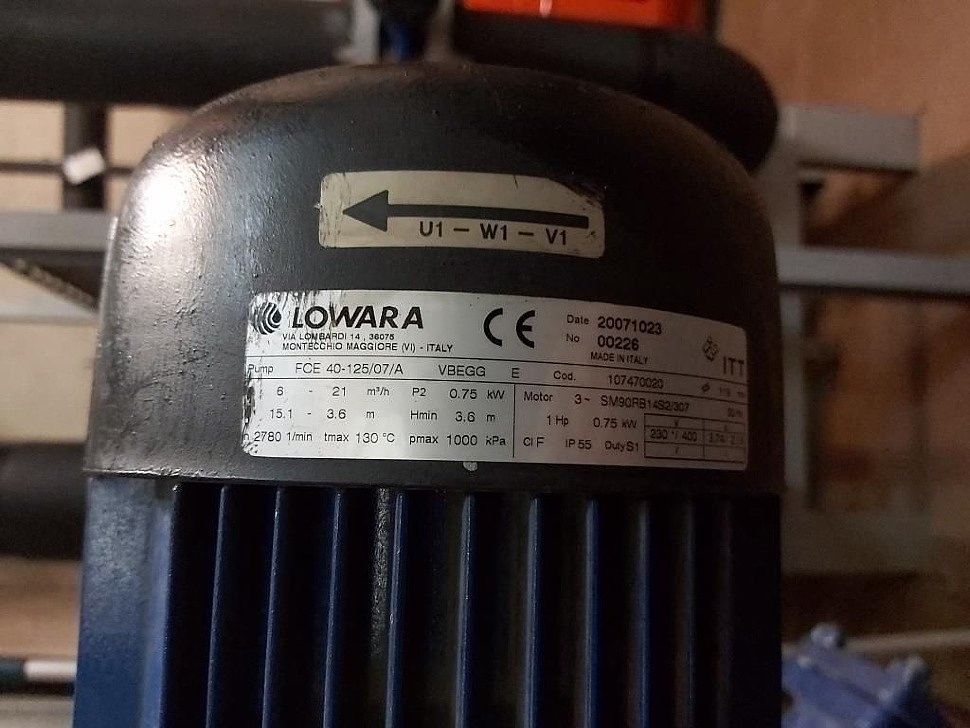 U1 – W1 – V1
LOWARA
VIA LOMBARDI 14 , 36075
MONTECCHIO MAGGIORE (VI) - ITALY
CE
Date 20071023
No 00226
MADE IN ITALY
ITT
Pump FCE 40-125/07/A VBEGG E Cod. 107470020
6 - 21 m³/h P2 0.75 kW
15.1 - 3.6 m Hmin 3.6 m
2780 1/min tmax 130 °C pmax 1000 kPa
Motor 3~ SM90RB14S2/307
1 Hp 0.75 kW
Cl F IP 55 Duty S1
230 / 400